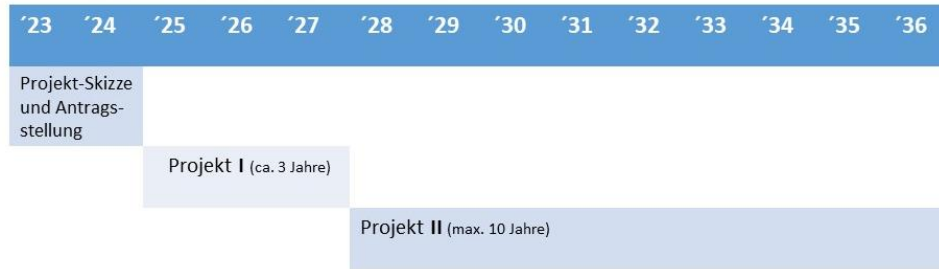 ´23 ´24 ´25 ´26 ´27 ´28 ´29 ´30 ´31 ´32 ´33 ´34 ´35 ´36
Projekt-Skizze
und Antrags-
stellung
Projekt I (ca. 3 Jahre)
Projekt II (max. 10 Jahre)